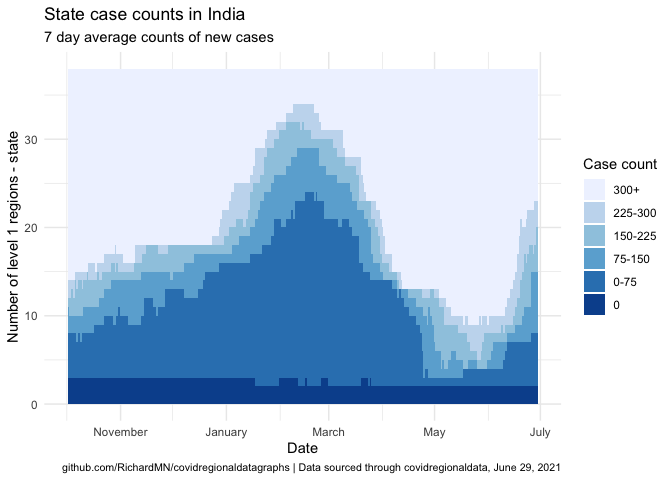 State case counts in India
7 day average counts of new cases
Number of level 1 regions - state
30
20
10
0
November
January
March
May
July
Date
Case count
300+
225-300
150-225
75-150
0-75
0
github.com/RichardMN/covidregionaldatagraphs | Data sourced through covidregionaldata, June 29, 2021